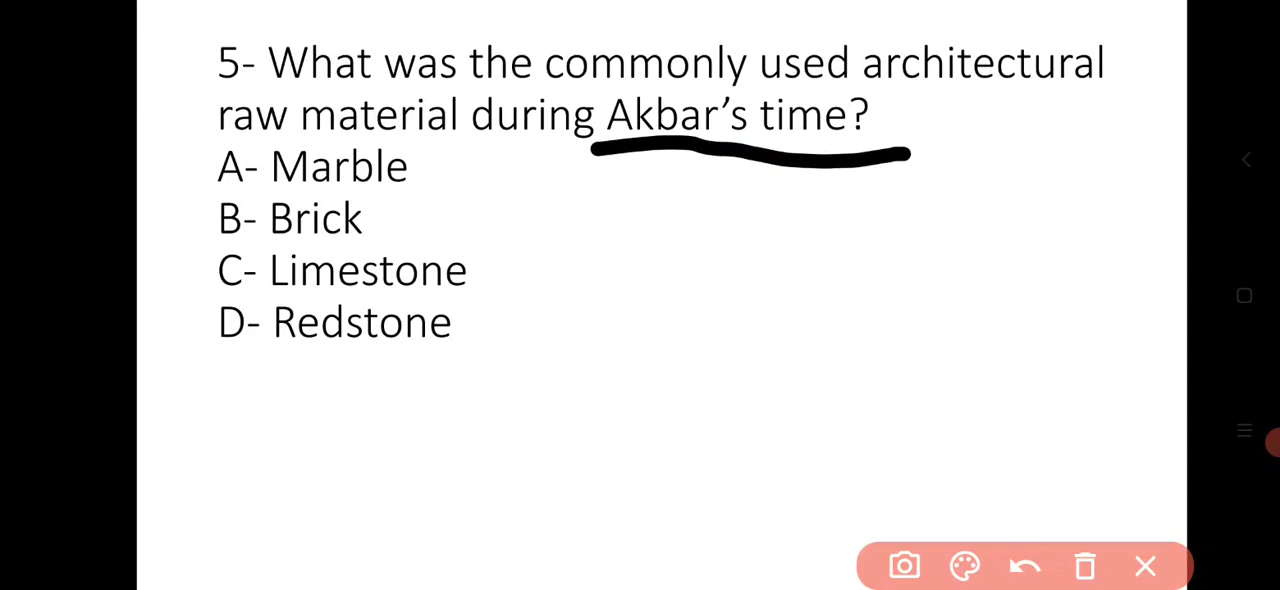 5- What was the commonly used architectural
raw material during Akbar’s time?
A- Marble
B- Brick
C- Limestone
D- Redstone